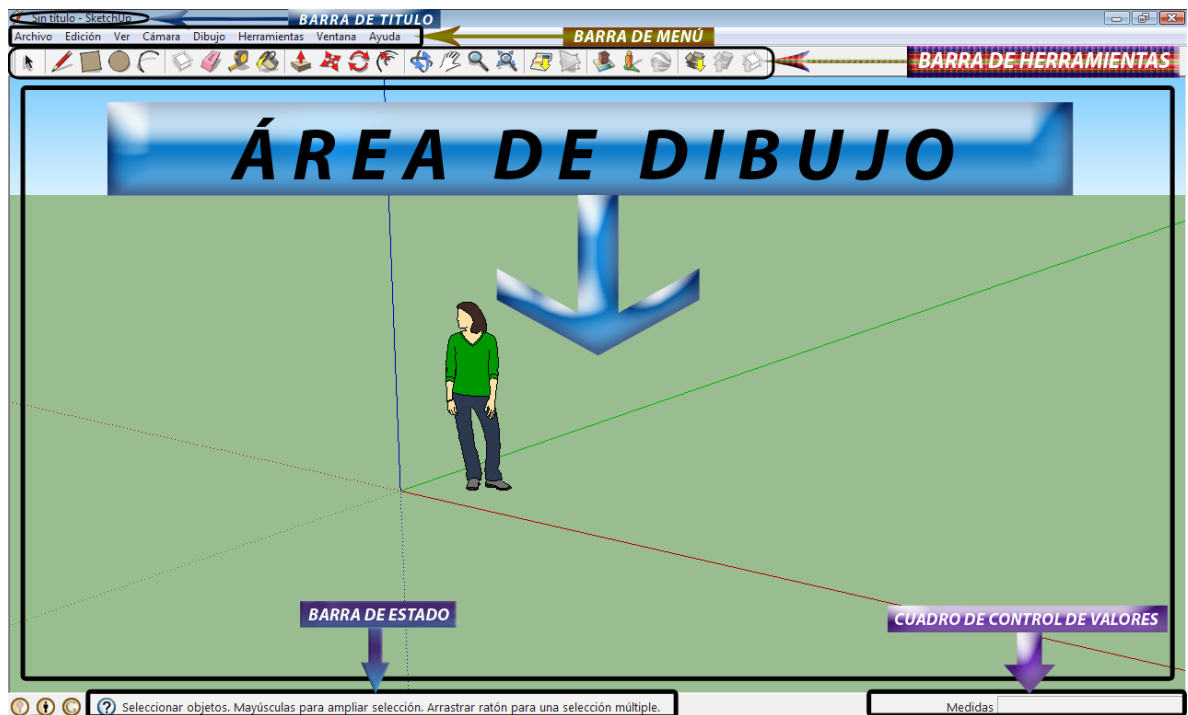 Sin título - SketchUp
BARRA DE TITULO
Archivo Edición Ver Cámara Dibujo Herramientas Ventana Ayuda
BARRA DE MENÚ
BARRA DE HERRAMIENTAS
ÁREA DE DIBUJO
BARRA DE ESTADO
CUADRO DE CONTROL DE VALORES
Seleccionar objetos. Mayúsculas para ampliar selección. Arrastrar ratón para una selección múltiple.
Medidas